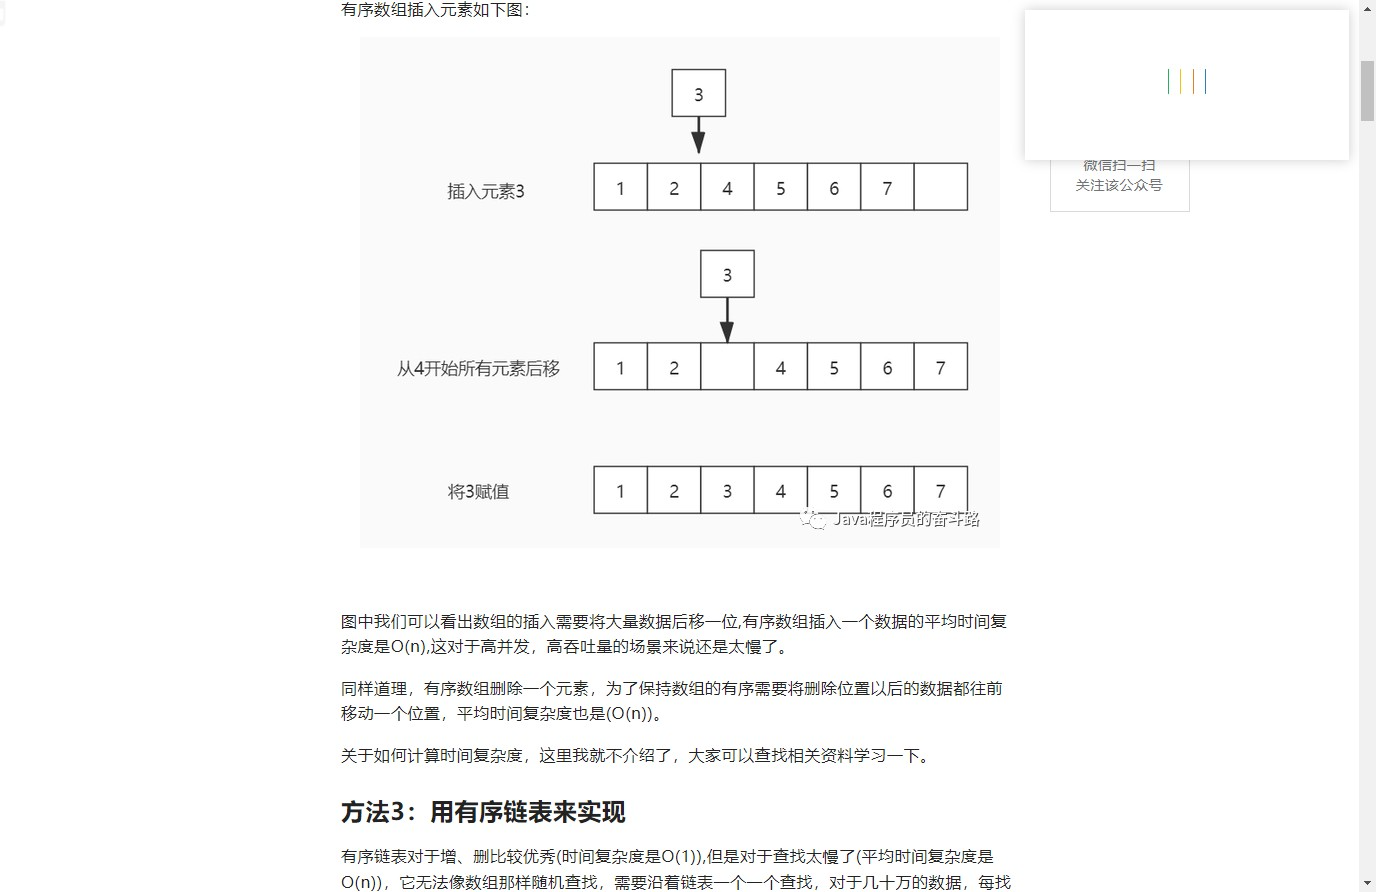 有序数组插入元素如下图：
3
插入元素3
1 2 4 5 6 7
3
从4开始所有元素后移
1 2 4 5 6 7
将3赋值
1 2 3 4 5 6 7
Java程序员的奋斗路
微信扫一扫
关注该公众号
图中我们可以看出数组的插入需要将大量数据后移一位,有序数组插入一个数据的平均时间复
杂度是O(n),这对于高并发，高吞吐量的场景来说还是太慢了。
同样道理，有序数组删除一个元素，为了保持数组的有序需要将删除位置以后的数据都往前
移动一个位置，平均时间复杂度也是(O(n))。
关于如何计算时间复杂度，这里我就不介绍了，大家可以查找相关资料学习一下。
方法3：用有序链表来实现
有序链表对于增、删比较优秀(时间复杂度是O(1)),但是对于查找太慢了(平均时间复杂度是
O(n))，它无法像数组那样随机查找，需要沿着链表一个一个查找，对于几十万的数据，每找